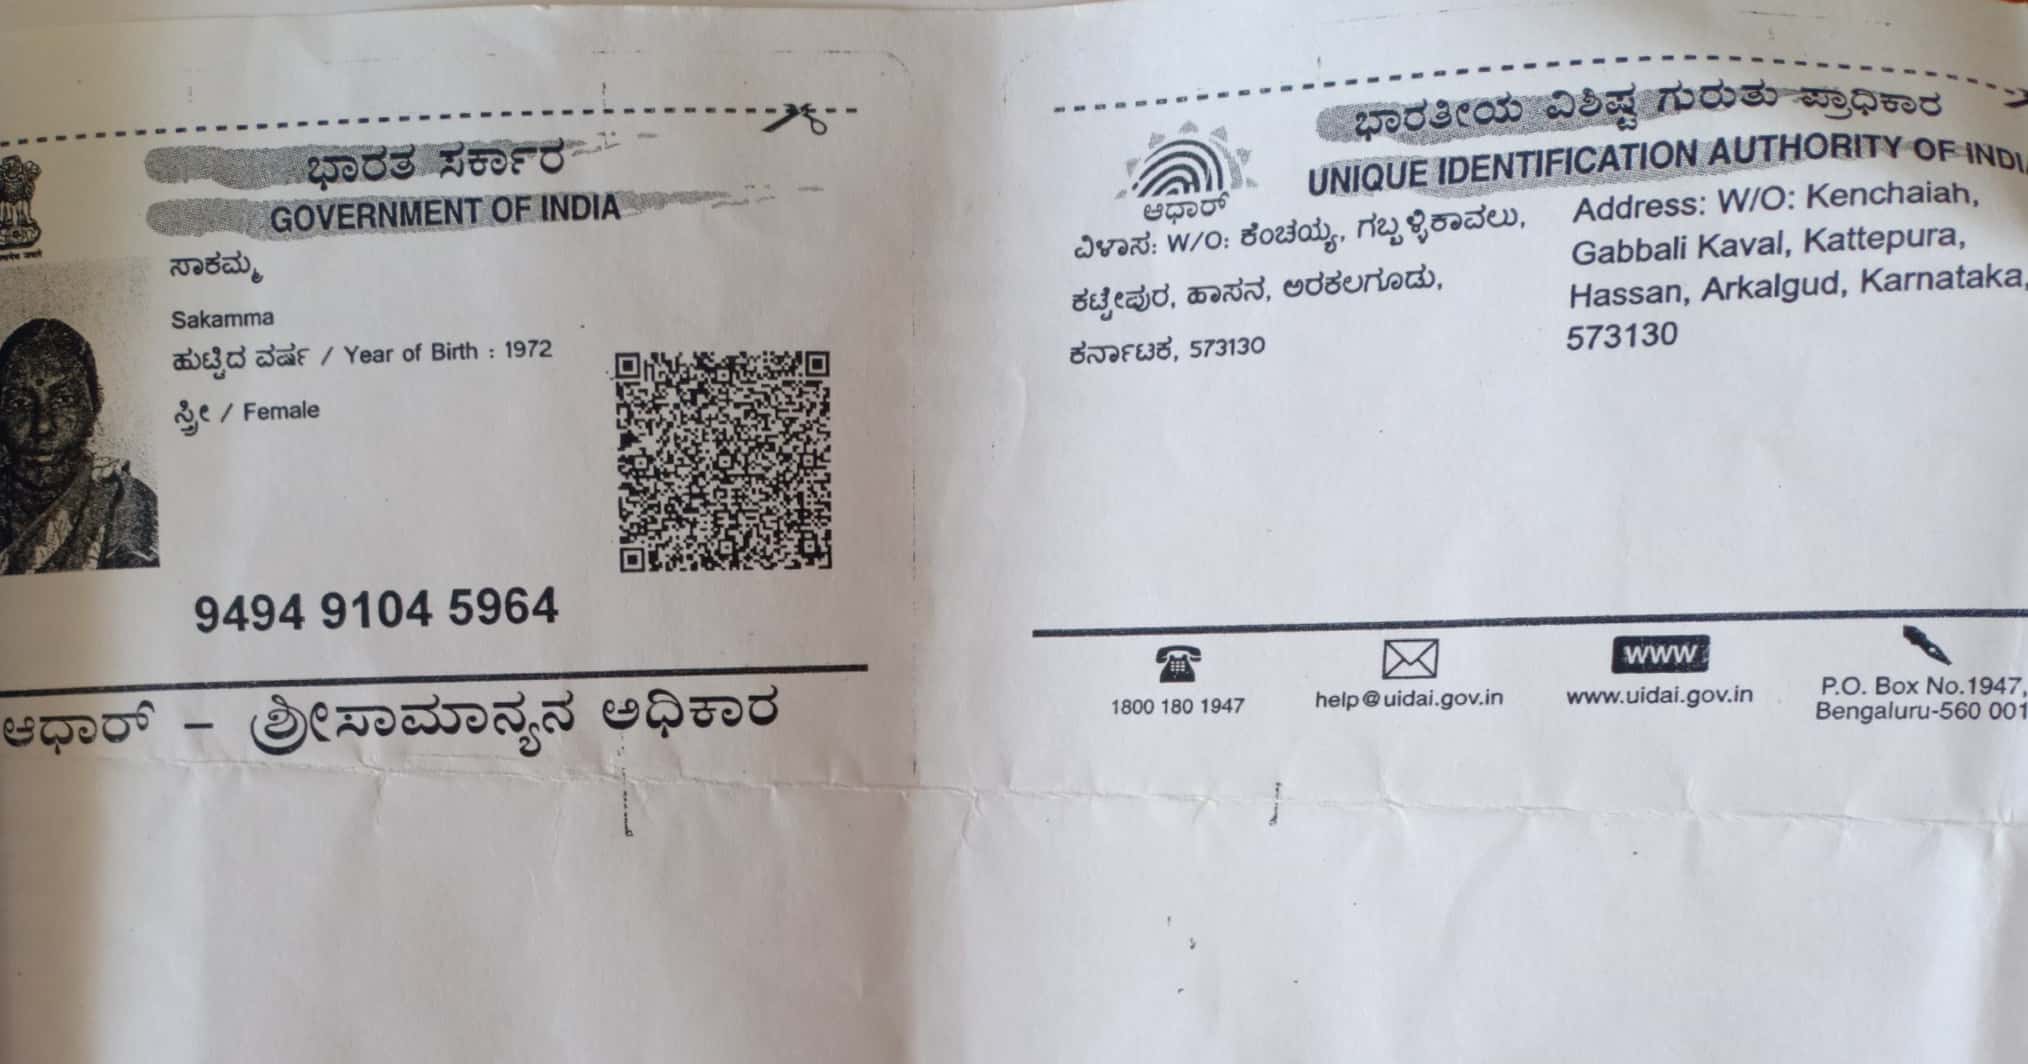 ಭಾರತ ಸರ್ಕಾರ
GOVERNMENT OF INDIA
ಸಾಕಮ್ಮ
Sakamma
ಹುಟ್ಟಿದ ವರ್ಷ / Year of Birth : 1972
ಸ್ತ್ರೀ / Female
9494 9104 5964
ಆಧಾರ್ – ಶ್ರೀಸಾಮಾನ್ಯನ ಅಧಿಕಾರ
ಭಾರತೀಯ ವಿಶಿಷ್ಟ ಗುರುತು ಪ್ರಾಧಿಕಾರ
UNIQUE IDENTIFICATION AUTHORITY OF INDI
ಆಧಾರ್
ವಿಳಾಸ: W/O: ಕೆಂಚಯ್ಯ, ಗಬ್ಬಳ್ಳಿಕಾವಲು,
ಕಟ್ಟೇಪುರ, ಹಾಸನ, ಅರಕಲಗೂಡು,
ಕರ್ನಾಟಕ, 573130
Address: W/O: Kenchaiah,
Gabbali Kaval, Kattepura,
Hassan, Arkalgud, Karnataka,
573130
1800 180 1947
help@uidai.gov.in
WWW
www.uidai.gov.in
P.O. Box No.1947,
Bengaluru-560 001